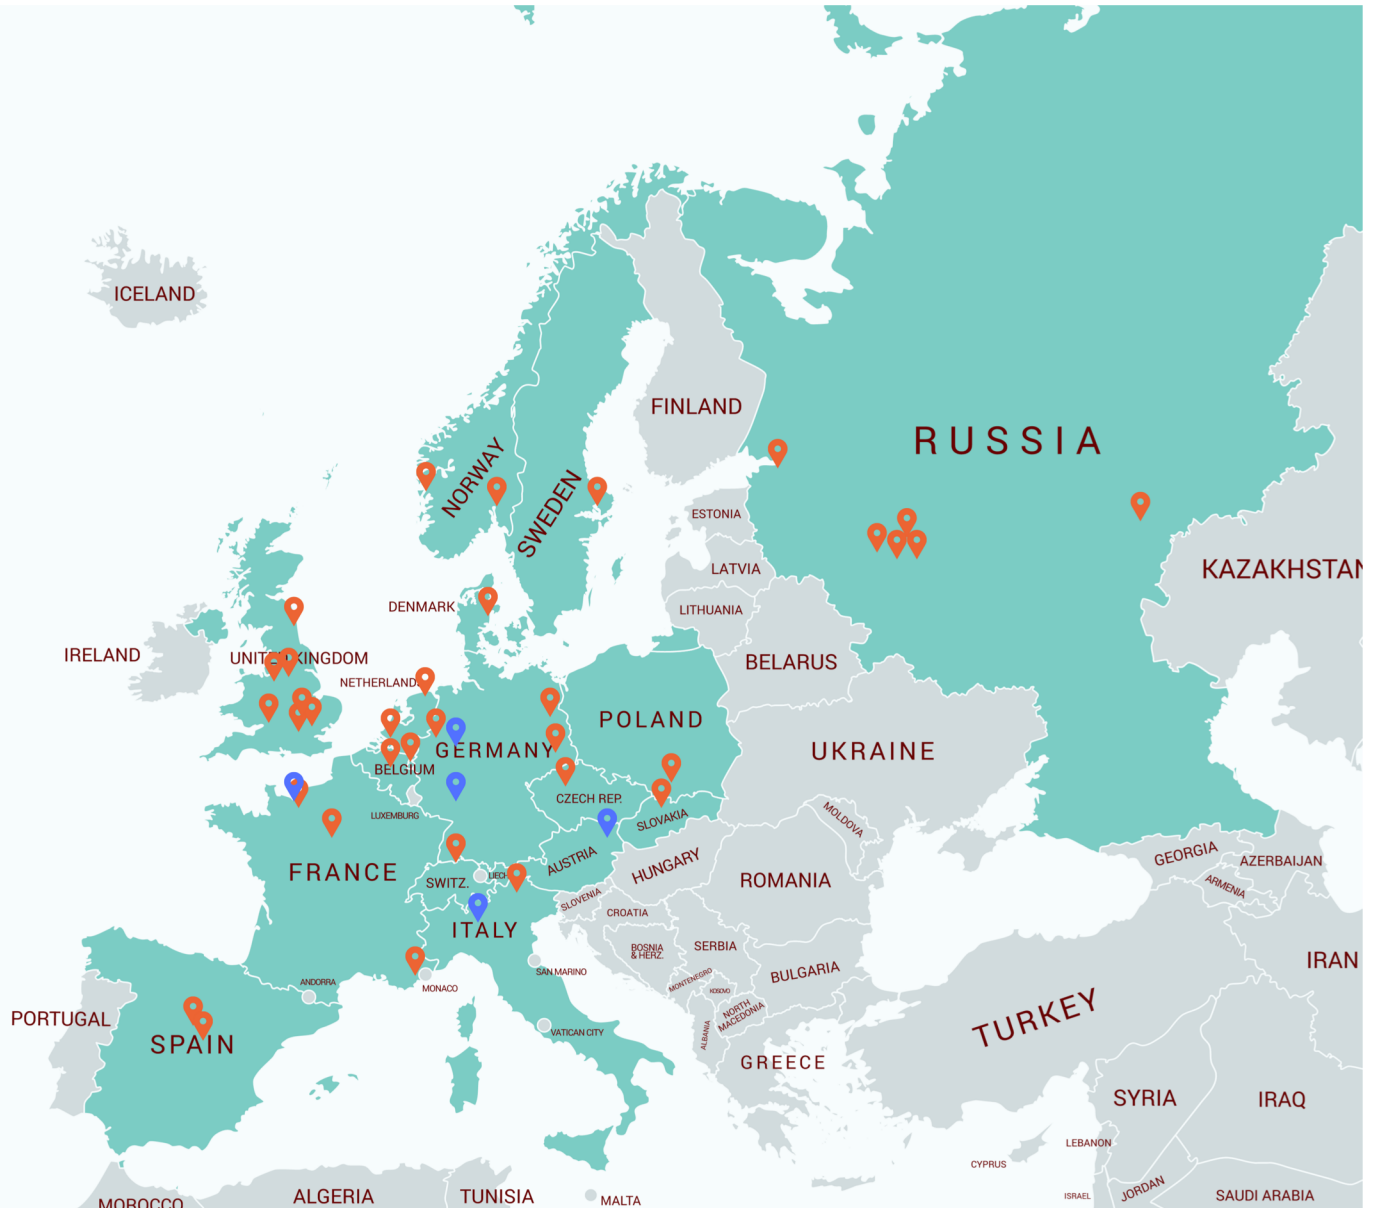 ICELAND
FINLAND
RUSSIA
NORWAY
SWEDEN
ESTONIA
LATVIA
KAZAKHSTAN
LITHUANIA
DENMARK
IRELAND
UNITED KINGDOM
BELARUS
NETHERLAND
POLAND
UKRAINE
GERMANY
BELGIUM
CZECH REP.
LUXEMBURG
SLOVAKIA
MOLDOVA
GEORGIA
AZERBAIJAN
ARMENIA
FRANCE
SWITZ.
LIECH
AUSTRIA
HUNGARY
ROMANIA
SLOVENIA
CROATIA
ITALY
BOSNIA
& HERZ.
SERBIA
IRAN
SAN MARINO
MONTENEGRO
KOSOVO
BULGARIA
ANDORRA
MONACO
PORTUGAL
SPAIN
VATICAN CITY
NORTH
MACEDONIA
ALBANIA
TURKEY
GREECE
SYRIA
IRAQ
LEBANON
CYPRUS
MOROCCO
ALGERIA
TUNISIA
MALTA
ISRAEL
JORDAN
SAUDI ARABIA